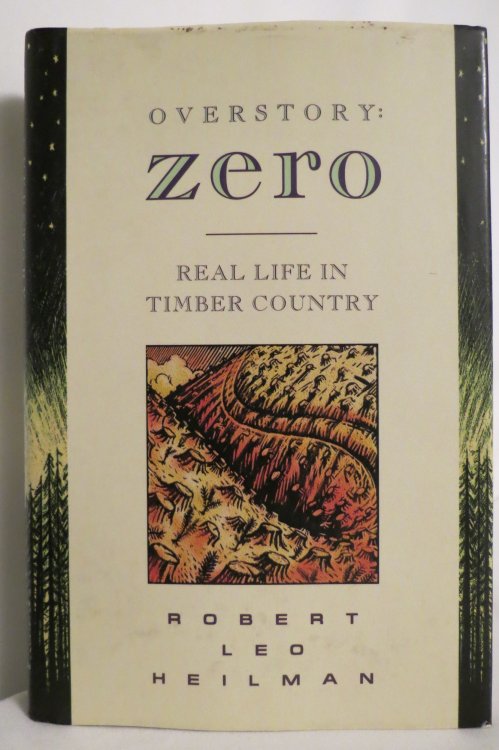 OVERSTORY:
zero
REAL LIFE IN
TIMBER COUNTRY
ROBERT
LEO
HEILMAN